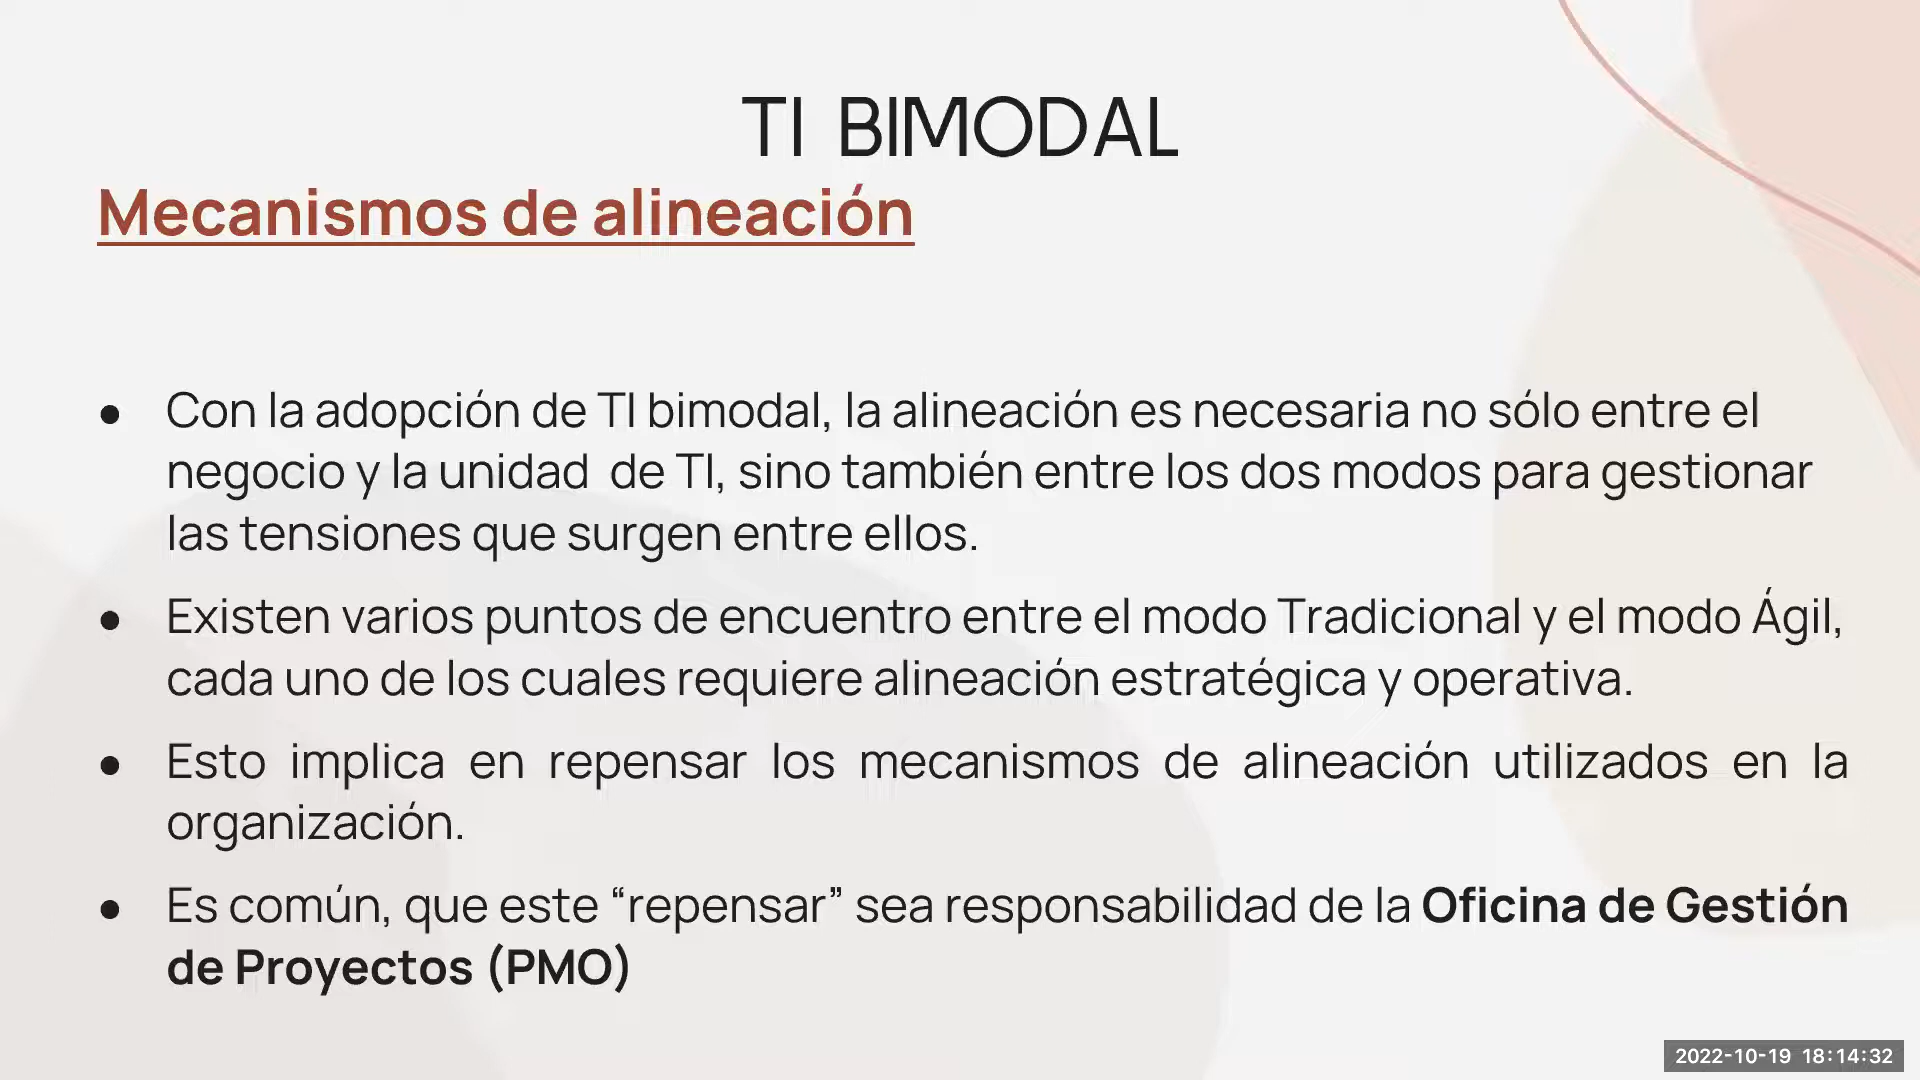 TI BIMODAL
Mecanismos de alineación
● Con la adopción de TI bimodal, la alineación es necesaria no sólo entre el
negocio y la unidad  de TI, sino también entre los dos modos para gestionar
las tensiones que surgen entre ellos.
● Existen varios puntos de encuentro entre el modo Tradicional y el modo Ágil,
cada uno de los cuales requiere alineación estratégica y operativa.
● Esto implica en repensar los mecanismos de alineación utilizados en la
organización.
● Es común, que este “repensar” sea responsabilidad de la Oficina de Gestión
de Proyectos (PMO)
2022-10-19 18:14:32